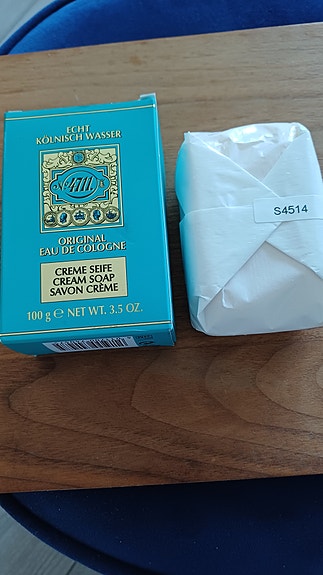 ECHT
KÖLNISCH WASSER
Nº 4711
ORIGINAL
EAU DE COLOGNE
CREME SEIFE
CREAM SOAP
SAVON CRÈME
100 g ℮ NET WT. 3.5 OZ.
S4514